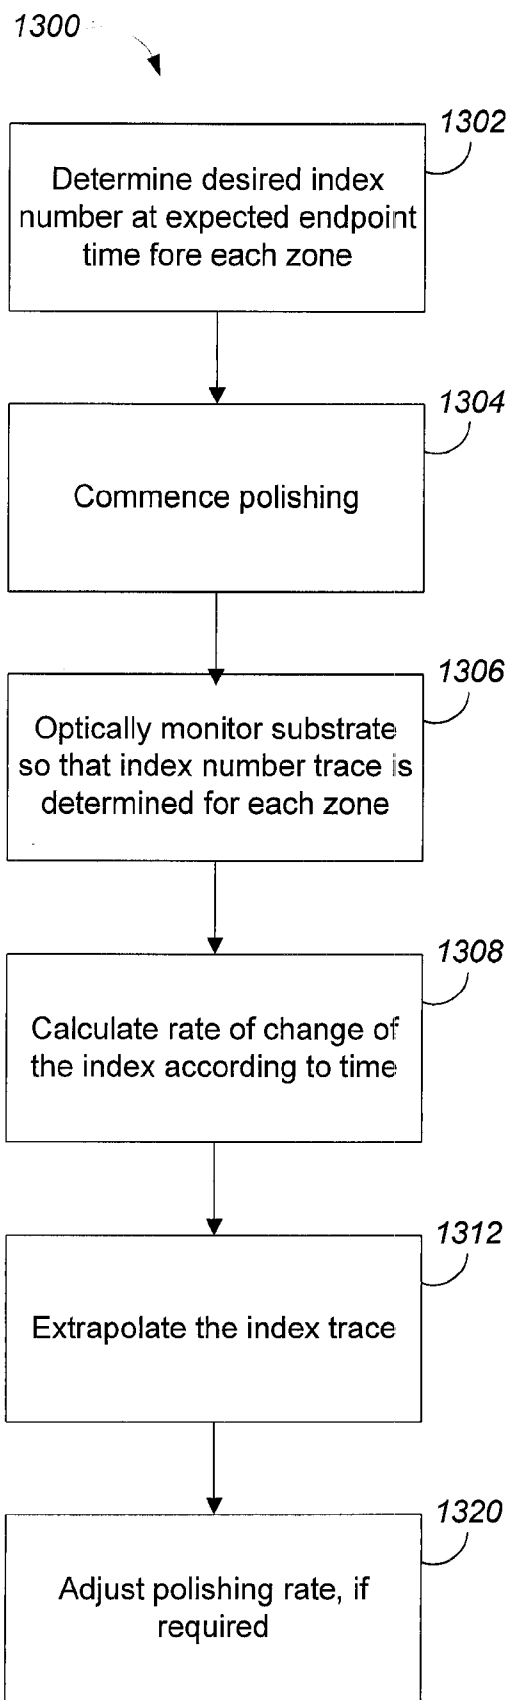 1300
1302
Determine desired index
number at expected endpoint
time fore each zone
1304
Commence polishing
1306
Optically monitor substrate
so that index number trace is
determined for each zone
1308
Calculate rate of change of
the index according to time
1312
Extrapolate the index trace
1320
Adjust polishing rate, if
required